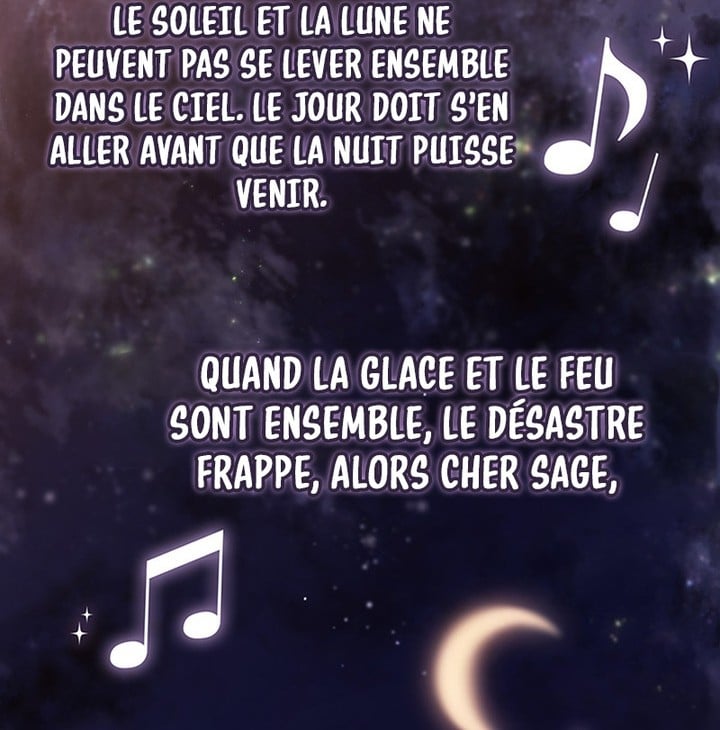 LE SOLEIL ET LA LUNE NE
PEUVENT PAS SE LEVER ENSEMBLE
DANS LE CIEL. LE JOUR DOIT S'EN
ALLER AVANT QUE LA NUIT PUISSE
VENIR.
QUAND LA GLACE ET LE FEU
SONT ENSEMBLE, LE DÉSASTRE
FRAPPE, ALORS CHER SAGE,